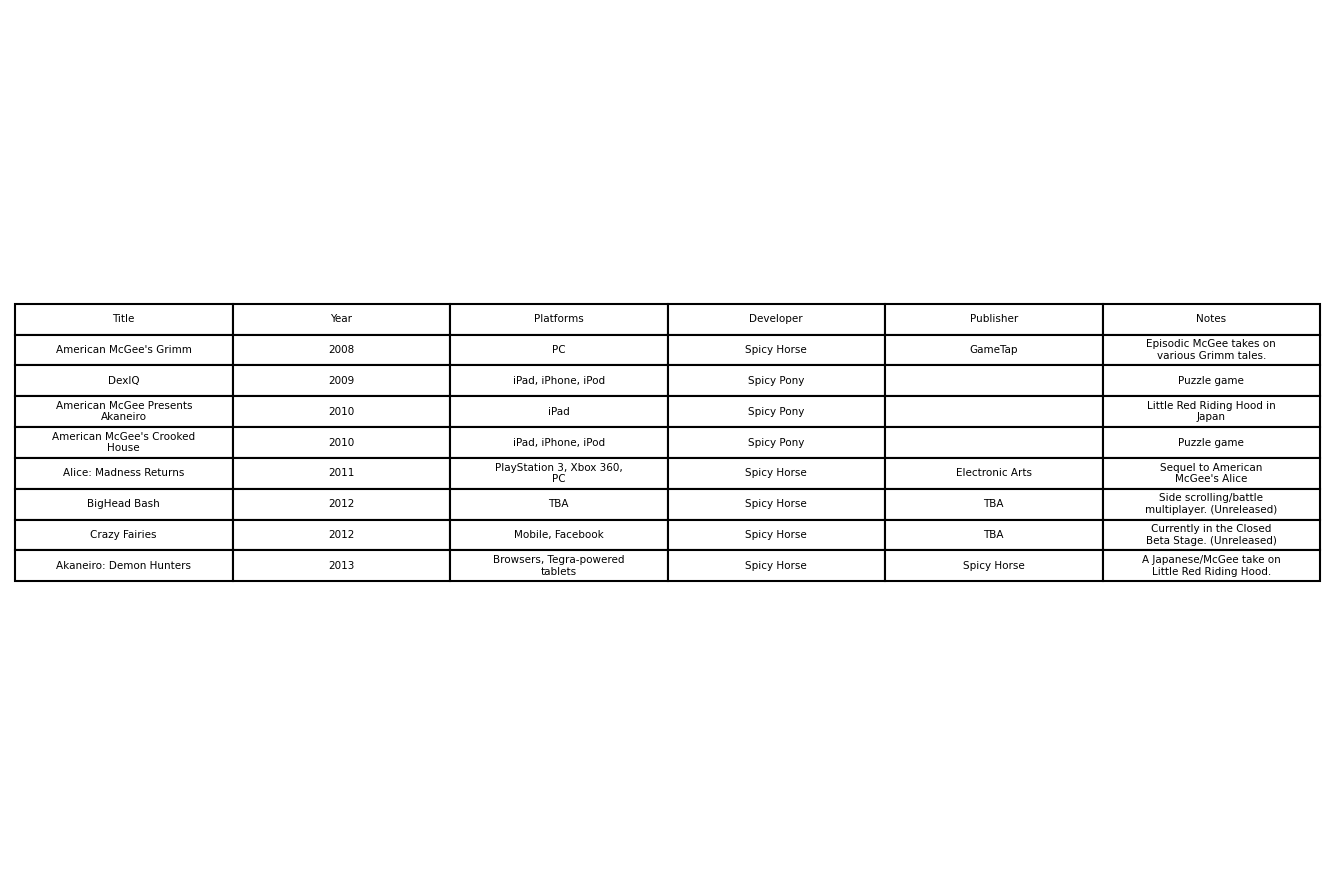 Title Year Platforms Developer Publisher Notes
American McGee's Grimm 2008 PC Spicy Horse GameTap Episodic McGee takes on
various Grimm tales.
DexIQ 2009 iPad, iPhone, iPod Spicy Pony Puzzle game
American McGee Presents
Akaneiro 2010 iPad Spicy Pony Little Red Riding Hood in
Japan
American McGee's Crooked
House 2010 iPad, iPhone, iPod Spicy Pony Puzzle game
Alice: Madness Returns 2011 PlayStation 3, Xbox 360,
PC Spicy Horse Electronic Arts Sequel to American
McGee's Alice
BigHead Bash 2012 TBA Spicy Horse TBA Side scrolling/battle
multiplayer. (Unreleased)
Crazy Fairies 2012 Mobile, Facebook Spicy Horse TBA Currently in the Closed
Beta Stage. (Unreleased)
Akaneiro: Demon Hunters 2013 Browsers, Tegra-powered
tablets Spicy Horse Spicy Horse A Japanese/McGee take on
Little Red Riding Hood.